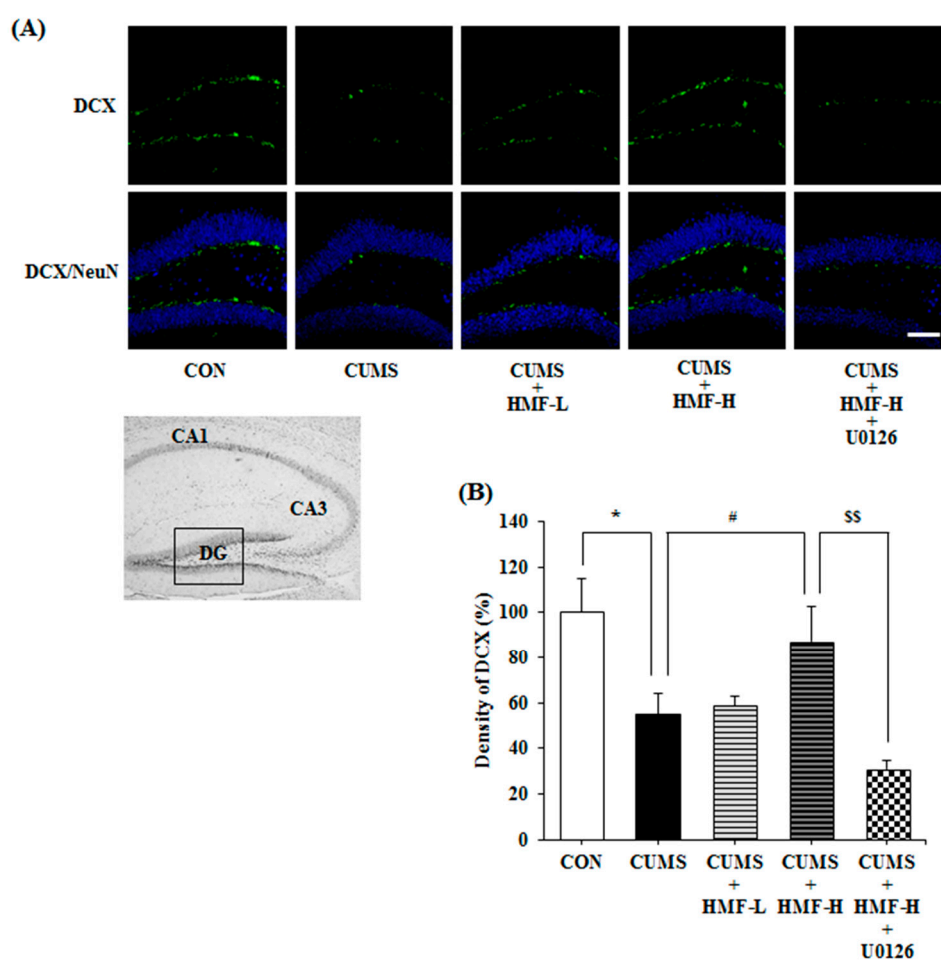 (A)
DCX
DCX/NeuN
CON
CUMS
CUMS
+
HMF-L
CUMS
+
HMF-H
CUMS
+
HMF-H
+
U0126
CA1
CA3
DG
(B)
Density of DCX (%)
140
120
100
80
60
40
20
0
*
#
$$
CON
CUMS
CUMS
+
HMF-L
CUMS
+
HMF-H
CUMS
+
HMF-H
+
U0126